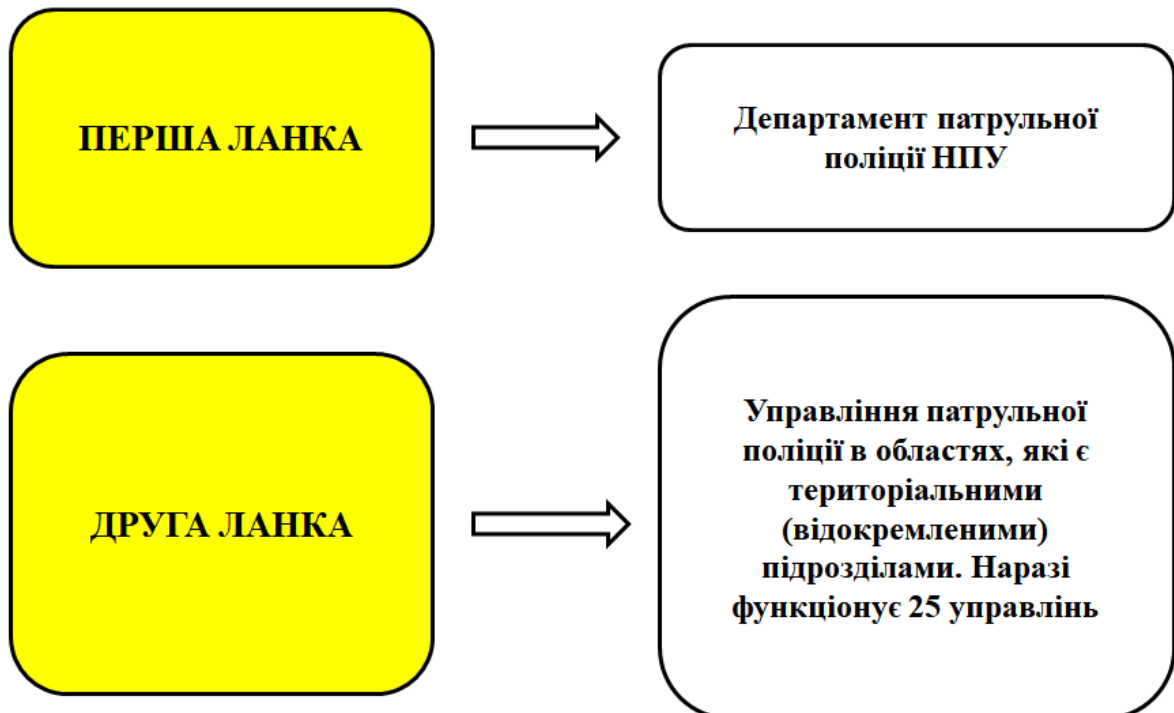 ПЕРША ЛАНКА
Департамент патрульної
поліції НПУ
ДРУГА ЛАНКА
Управління патрульної
поліції в областях, які є
територіальними
(відокремленими)
підрозділами. Наразі
функціонує 25 управлінь